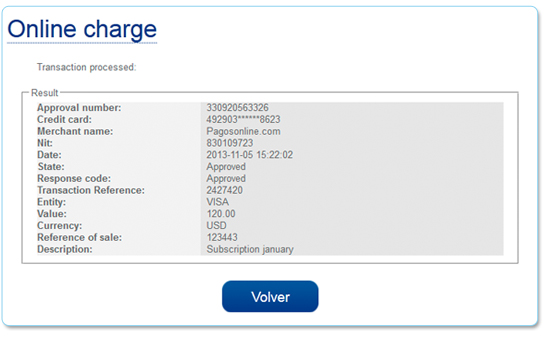 Online charge
Transaction processed:
Result
Approval number: 330920563326
Credit card: 492903******8623
Merchant name: Pagosonline.com
Nit: 830109723
Date: 2013-11-05 15:22:02
State: Approved
Response code: Approved
Transaction Reference: 2427420
Entity: VISA
Value: 120.00
Currency: USD
Reference of sale: 123443
Description: Subscription january
Volver